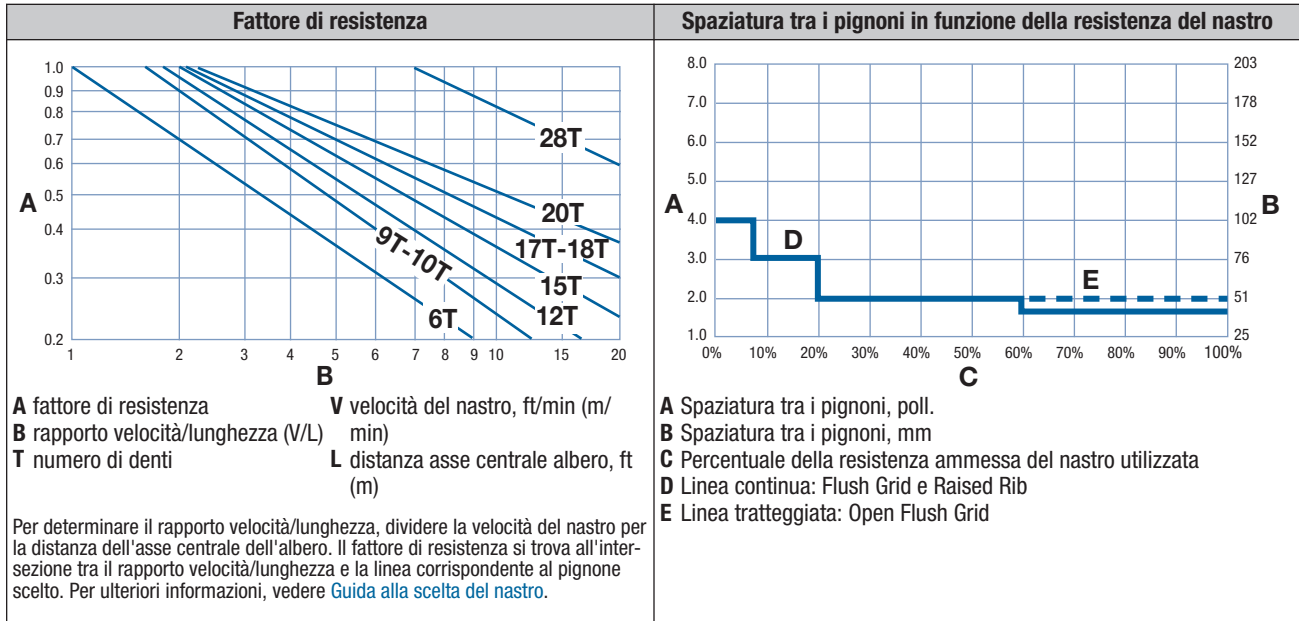 Fattore di resistenza
1.0
0.9
0.8
0.7
0.6
0.5
0.4
0.3
0.2
A
28T
20T
17T-18T
15T
12T
9T-10T
6T
1 2 3 4 5 6 7 8 9 10 15 20
B
A fattore di resistenza
B rapporto velocità/lunghezza (V/L)
T numero di denti
V velocità del nastro, ft/min (m/
min)
L distanza asse centrale albero, ft
(m)
Per determinare il rapporto velocità/lunghezza, dividere la velocità del nastro per
la distanza dell'asse centrale dell'albero. Il fattore di resistenza si trova all'inter-
sezione tra il rapporto velocità/lunghezza e la linea corrispondente al pignone
scelto. Per ulteriori informazioni, vedere Guida alla scelta del nastro.
Spaziatura tra i pignoni in funzione della resistenza del nastro
8.0
7.0
6.0
5.0
4.0
3.0
2.0
1.0
A
D
E
203
178
152
127
102
76
51
25
B
0% 10% 20% 30% 40% 50% 60% 70% 80% 90% 100%
C
A Spaziatura tra i pignoni, poll.
B Spaziatura tra i pignoni, mm
C Percentuale della resistenza ammessa del nastro utilizzata
D Linea continua: Flush Grid e Raised Rib
E Linea tratteggiata: Open Flush Grid